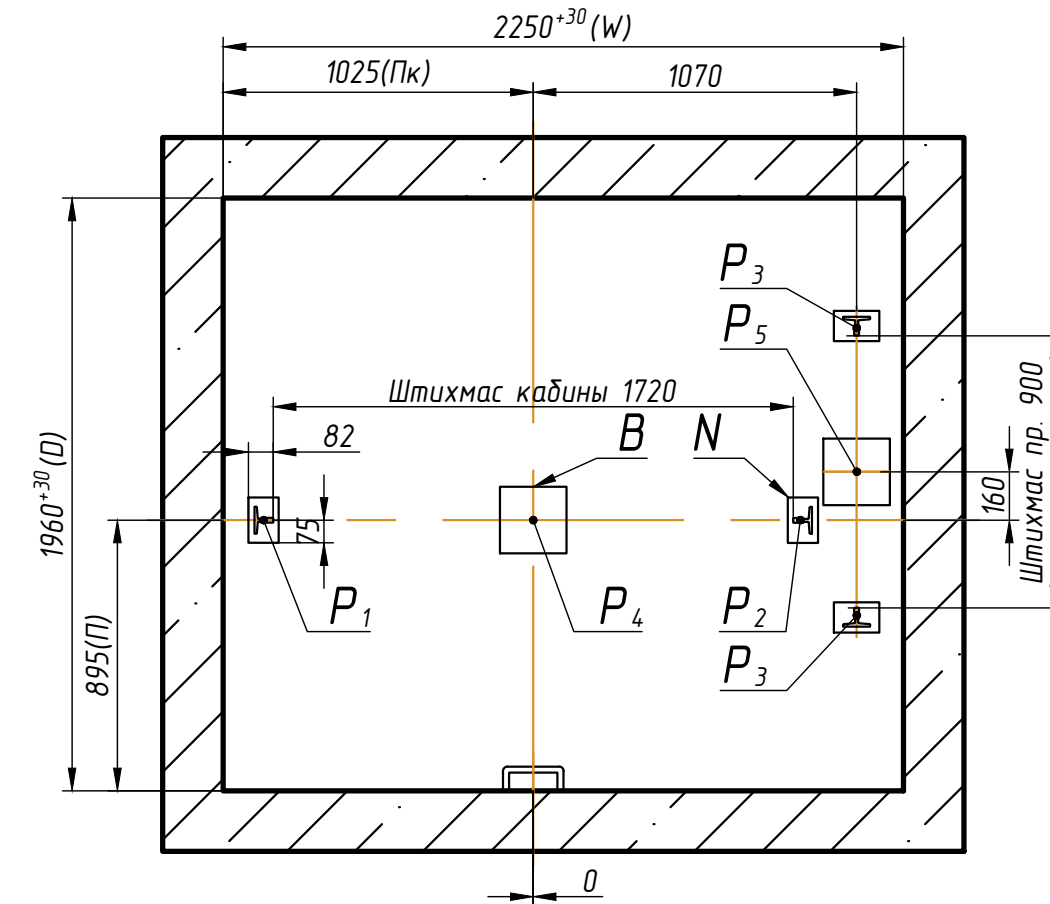 2250+30(W)
1025(Пк)
1070
P3
P5
Штихмас кабины 1720
82
B
N
1960+30(D)
75
160
Штихмас пр. 900
P1
P4
P2
895(П)
P3
0